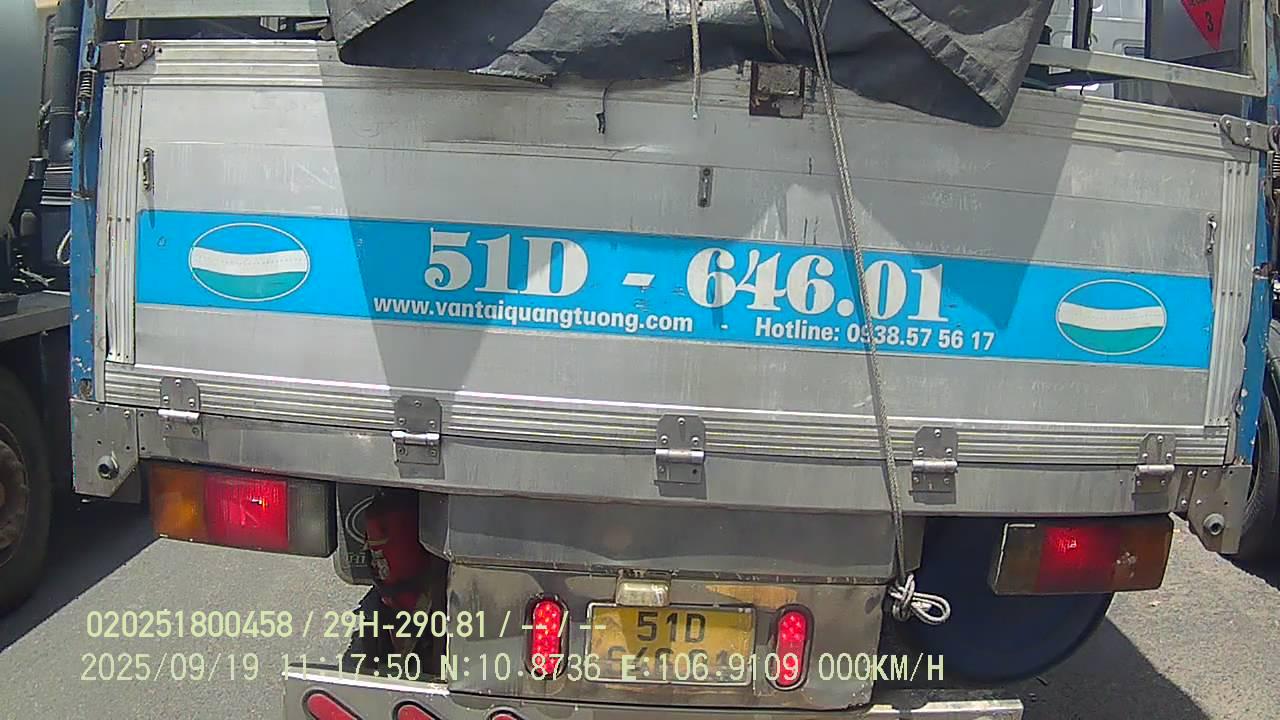 3
51D - 646.01
www.vantaiquangtuong.com - Hotline: 0938.57 56 17
51D
020251800458 / 29H-290.81 / -- / --
2025/09/19 11:17:50 N:10.8736 E:106.9109 000KM/H